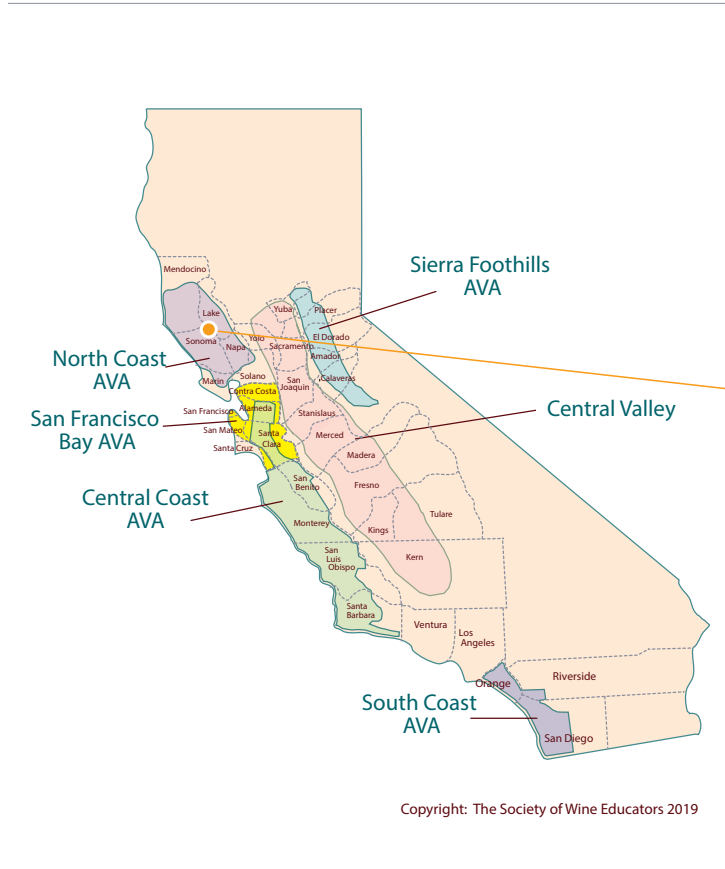 Mendocino
Sierra Foothills
AVA
Lake
Yuba
Placer
Sonoma
Napa
Yolo
Sacramento
El Dorado
Amador
North Coast
AVA
Marin
Solano
San
Joaquin
Calaveras
Contra Costa
San Francisco
Alameda
Stanislaus
Central Valley
San Francisco
Bay AVA
San Mateo
Santa
Clara
Merced
Santa Cruz
Madera
Central Coast
AVA
San
Benito
Fresno
Monterey
Tulare
Kings
San
Luis
Obispo
Kern
Santa
Barbara
Ventura
Los
Angeles
Orange
Riverside
South Coast
AVA
San Diego
Copyright: The Society of Wine Educators 2019